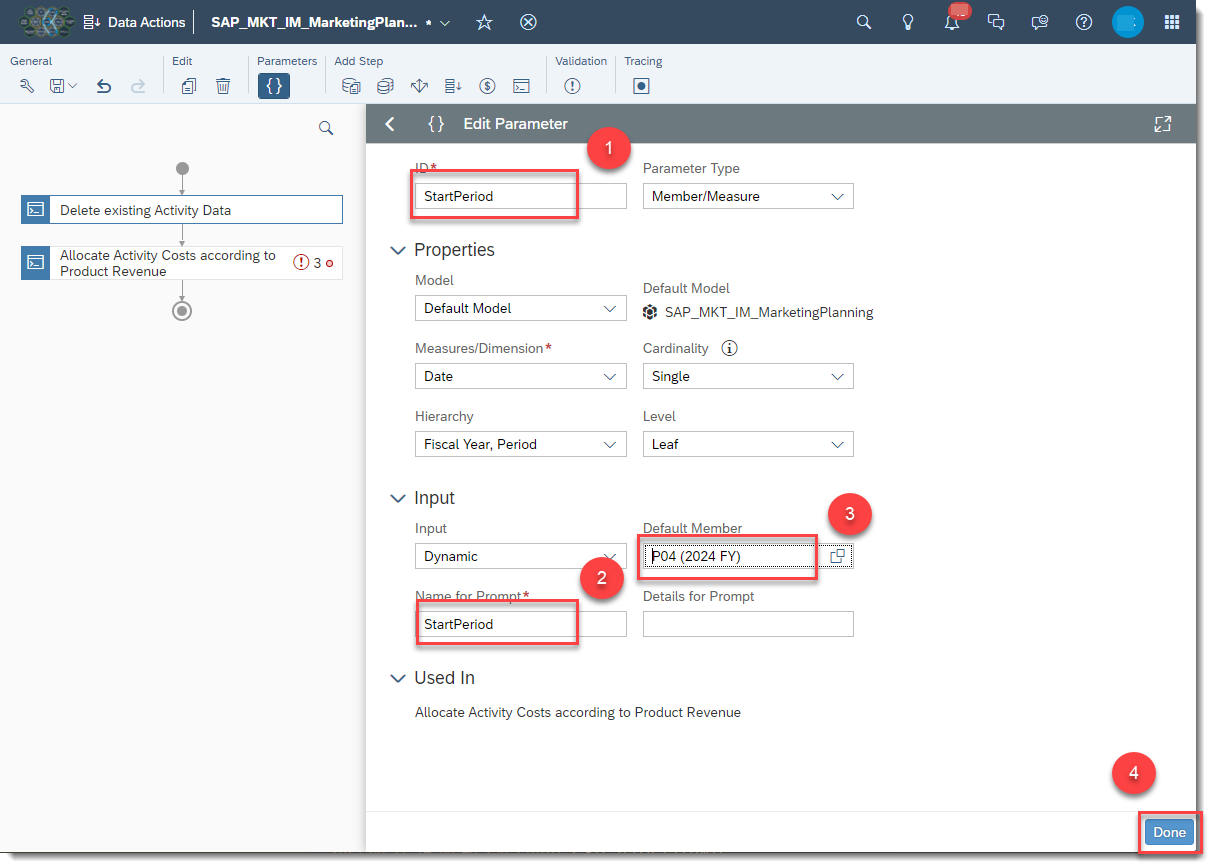 Data Actions
SAP_MKT_IM_MarketingPlan... *
General
Edit
Parameters
Add Step
Validation
Tracing
{ }
{ } Edit Parameter
1
ID*
Parameter Type
StartPeriod
Member/Measure
Delete existing Activity Data
Allocate Activity Costs according to
Product Revenue
3
Properties
Model
Default Model
Default Model
SAP_MKT_IM_MarketingPlanning
Measures/Dimension*
Cardinality
Date
Single
Hierarchy
Level
Fiscal Year, Period
Leaf
Input
3
Input
Default Member
Dynamic
P04 (2024 FY)
2
Name for Prompt*
Details for Prompt
StartPeriod
Used In
Allocate Activity Costs according to Product Revenue
4
Done